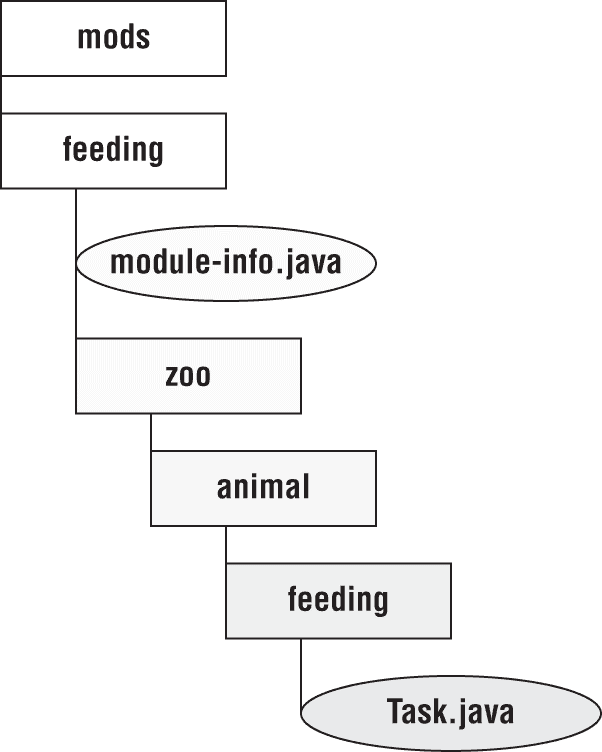 mods
feeding
module-info.java
zoo
animal
feeding
Task.java